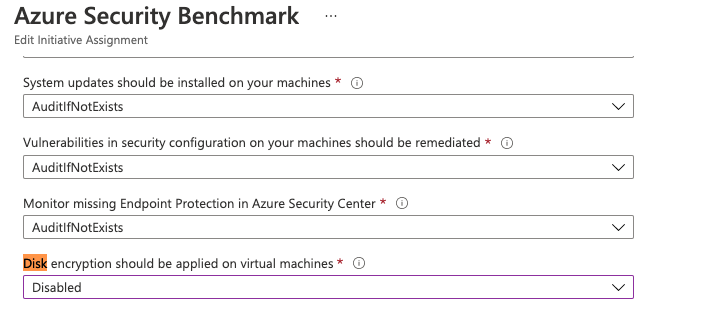 Azure Security Benchmark ...
Edit Initiative Assignment
System updates should be installed on your machines *
AuditIfNotExists
Vulnerabilities in security configuration on your machines should be remediated *
AuditIfNotExists
Monitor missing Endpoint Protection in Azure Security Center *
AuditIfNotExists
Disk encryption should be applied on virtual machines *
Disabled